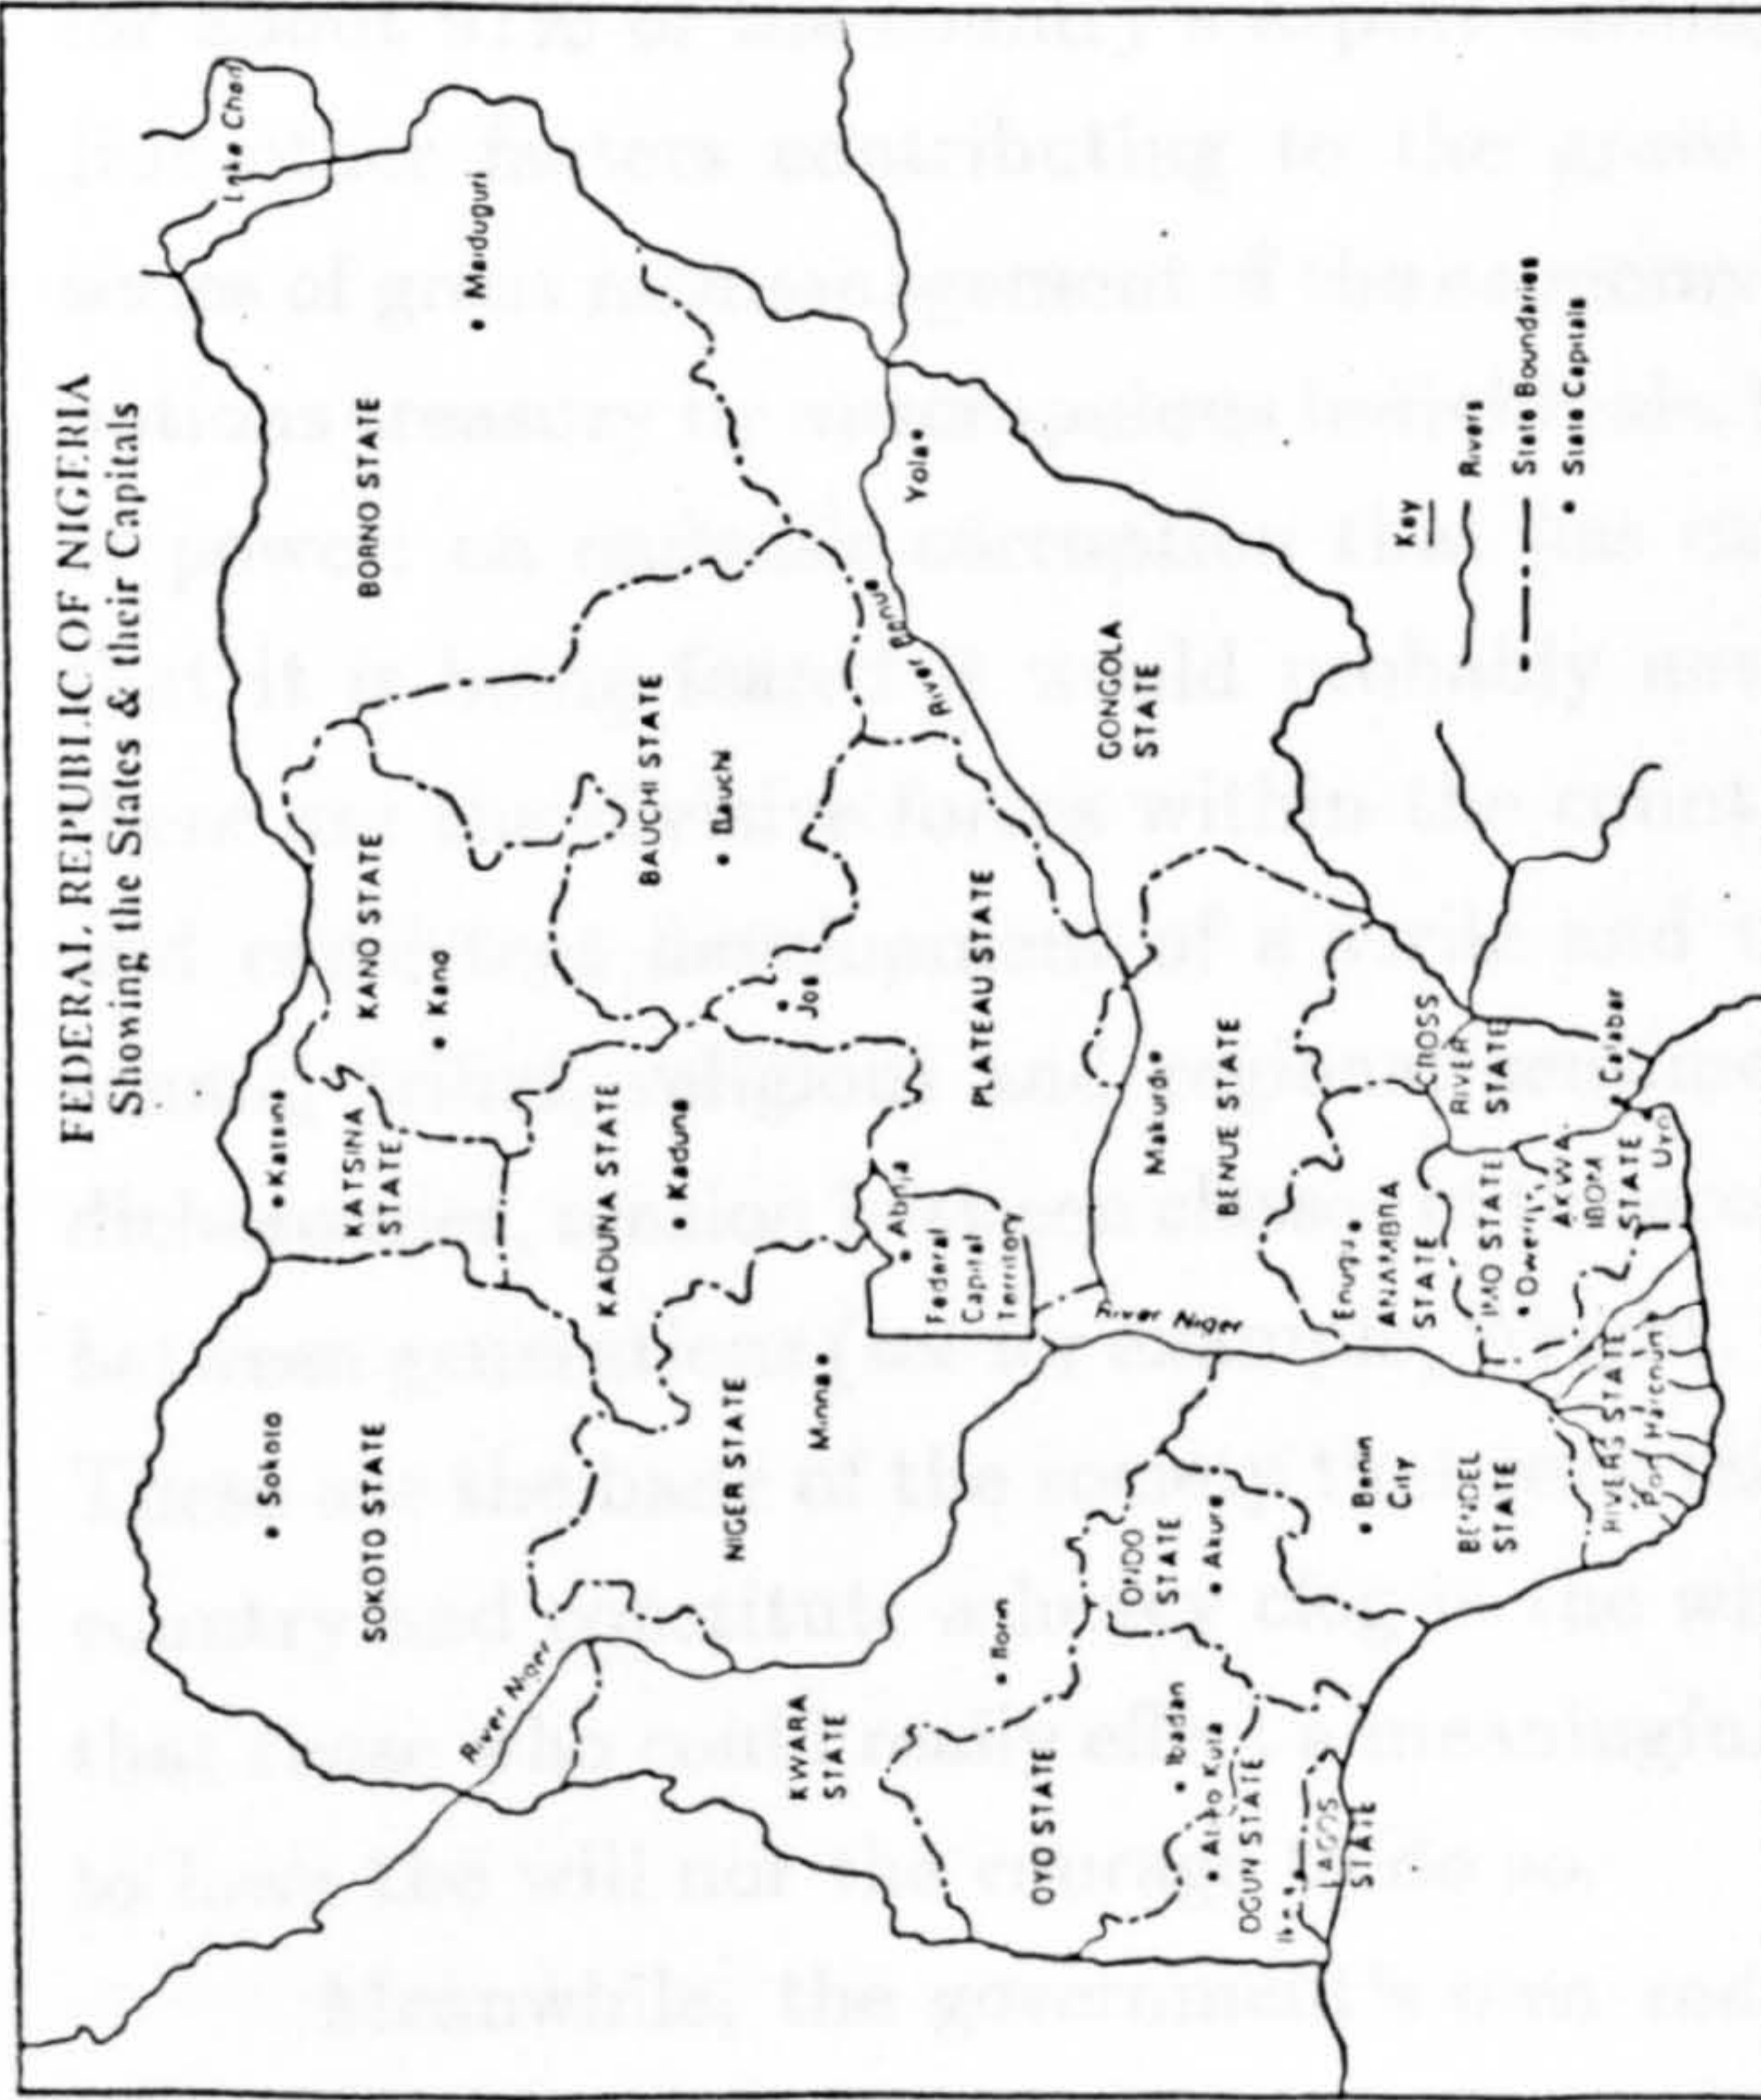 FEDERAL REPUBLIC OF NIGERIA
Showing the States & their Capitals
Lake Chad
• Sokoto
SOKOTO STATE
• Katsina
KATSINA
STATE
KANO STATE
• Kano
BORNO STATE
• Maiduguri
River Niger
KADUNA STATE
• Kaduna
BAUCHI STATE
• Bauchi
NIGER STATE
Minna •
• Jos
KWARA
STATE
• Abuja
Federal
Capital
Territory
PLATEAU STATE
River Benue
Yola •
GONGOLA
STATE
• Ilorin
OYO STATE
• Ibadan
ONDO
STATE
• Akure
River Niger
Makurdi •
BENUE STATE
OGUN STATE
LAGOS
STATE
• Benin
City
BENDEL
STATE
Enugu •
ANAMBRA
STATE
IMO STATE
• Owerri
CROSS
RIVER
STATE
• Calabar
AKWA
IBOM
STATE
Uyo
RIVERS STATE
Port Harcourt
Key
Rivers
State Boundaries
• State Capitals